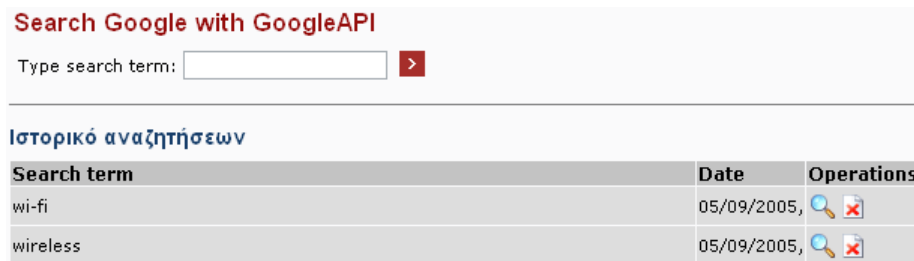 Search Google with GoogleAPI
Type search term:
Ιστορικό αναζητήσεων
Search term Date Operations
wi-fi 05/09/2005,
wireless 05/09/2005,